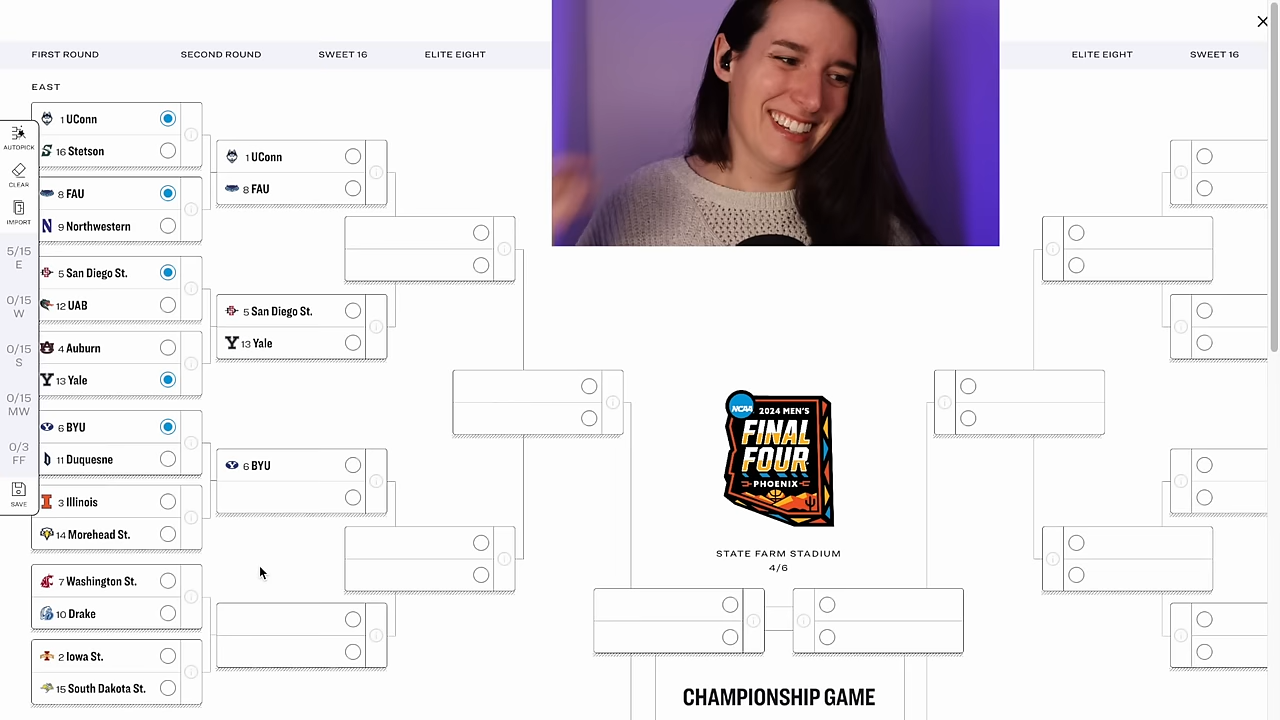 FIRST ROUND
SECOND ROUND
SWEET 16
ELITE EIGHT
ELITE EIGHT
SWEET 16
EAST
1 UConn
16 Stetson
8 FAU
9 Northwestern
5 San Diego St.
12 UAB
4 Auburn
13 Yale
6 BYU
11 Duquesne
3 Illinois
14 Morehead St.
7 Washington St.
10 Drake
2 Iowa St.
15 South Dakota St.
1 UConn
8 FAU
5 San Diego St.
13 Yale
6 BYU
AUTOPICK
CLEAR
IMPORT
5/15
E
0/15
W
0/15
S
0/15
MW
0/3
FF
SAVE
NCAA
2024 MEN'S
FINAL
FOUR
PHOENIX
STATE FARM STADIUM
4/6
CHAMPIONSHIP GAME